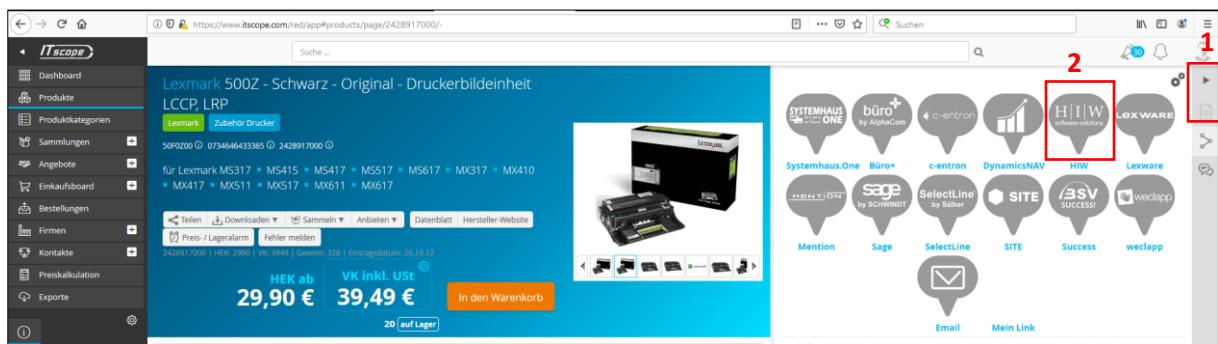 https://www.itscope.com/red/app#products/page/2428917000/-
Suchen
1
ITscope
Suche ...
30
2
Dashboard
Produkte
Produktkategorien
Sammlungen
Angebote
Einkaufsboard
Bestellungen
Firmen
Kontakte
Preiskalkulation
Exporte
Lexmark 500Z - Schwarz - Original - Druckerbildeinheit
LCCP, LRP
Lexmark Zubehör Drucker
50F0Z00 0734646433365 2428917000
für Lexmark MS317 ▪ MS415 ▪ MS417 ▪ MS517 ▪ MS617 ▪ MX317 ▪ MX410
▪ MX417 ▪ MX511 ▪ MX517 ▪ MX611 ▪ MX617
Teilen Downloaden ▼ Sammeln ▼ Anbieten ▼ Datenblatt Hersteller-Website
Preis- / Lageralarm Fehler melden
2428917000 | HEK: 2990 | VK: 3949 | Gewinn: 328 | Eintragsdatum: 26.10.12
HEK ab VK inkl. USt
29,90 € 39,49 € In den Warenkorb
20 auf Lager
LEXMARK
SYSTEMHAUS ONE
büro+
by AlphaCom
c-entron
H|I|W
software-solutions
LEXWARE
Systemhaus.One Büro+ c-entron DynamicsNAV HIW Lexware
MENTION
sage
by SCHWINDT
SelectLine
by Sälker
SITE
BSV
SUCCESS!
weclapp
Mention Sage SelectLine SITE Success weclapp
Email Mein Link